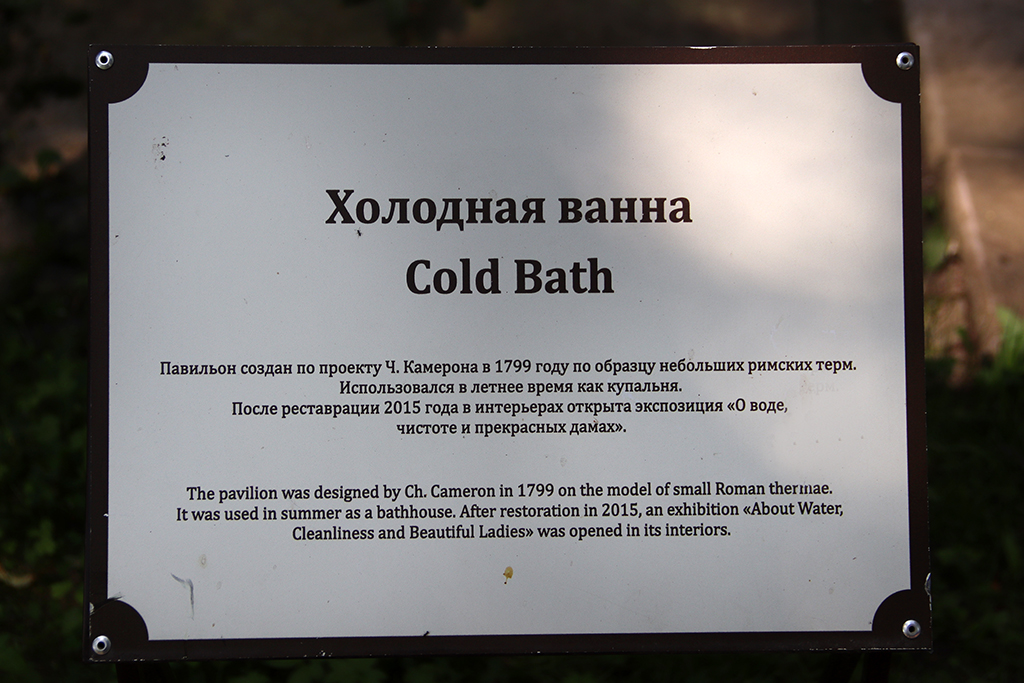 Холодная ванна
Cold Bath
Павильон создан по проекту Ч. Камерона в 1799 году по образцу небольших римских терм.
Использовался в летнее время как купальня.
После реставрации 2015 года в интерьерах открыта экспозиция «О воде,
чистоте и прекрасных дамах».
The pavilion was designed by Ch. Cameron in 1799 on the model of small Roman thermae.
It was used in summer as a bathhouse. After restoration in 2015, an exhibition «About Water,
Cleanliness and Beautiful Ladies» was opened in its interiors.